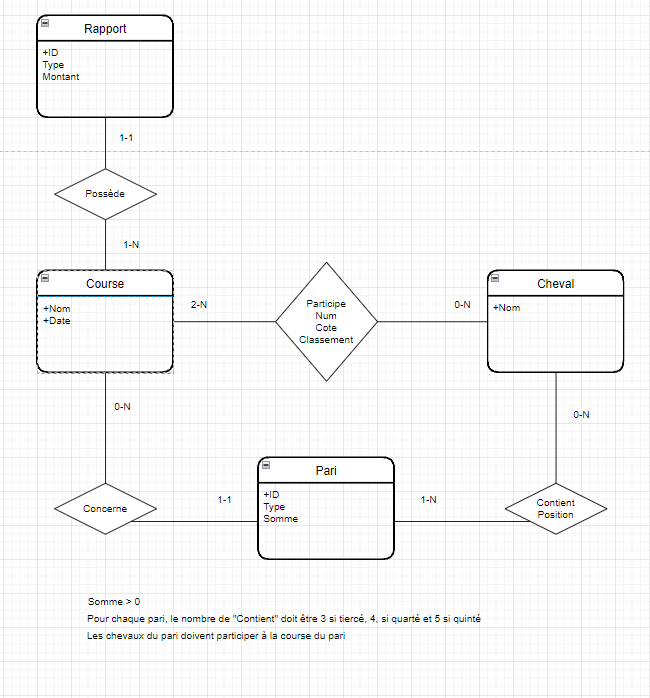 Rapport
+ID
Type
Montant
1-1
Possède
1-N
Course
+Nom
+Date
2-N
Participe
Num
Cote
Classement
0-N
Cheval
+Nom
0-N
0-N
Concerne
1-1
Pari
+ID
Type
Somme
1-N
Contient
Position
Somme > 0
Pour chaque pari, le nombre de "Contient" doit être 3 si tiercé, 4, si quarté et 5 si quinté
Les chevaux du pari doivent participer à la course du pari